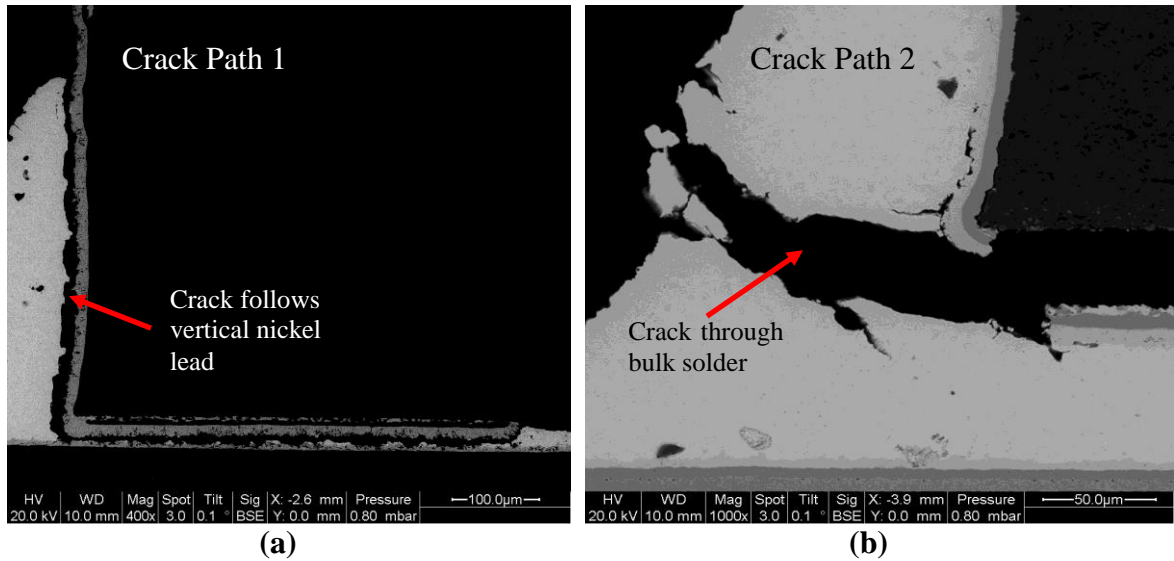 Crack Path 1
Crack follows
vertical nickel
lead
HV WD Mag Spot Tilt Sig X: -2.6 mm Pressure 100.0µm
20.0 kV 10.0 mm 400x 3.0 0.1 ° BSE Y: 0.0 mm 0.80 mbar
(a)
Crack Path 2
Crack through
bulk solder
HV WD Mag Spot Tilt Sig X: -3.9 mm Pressure 50.0µm
20.0 kV 10.0 mm 1000x 3.0 0.1 ° BSE Y: 0.0 mm 0.80 mbar
(b)